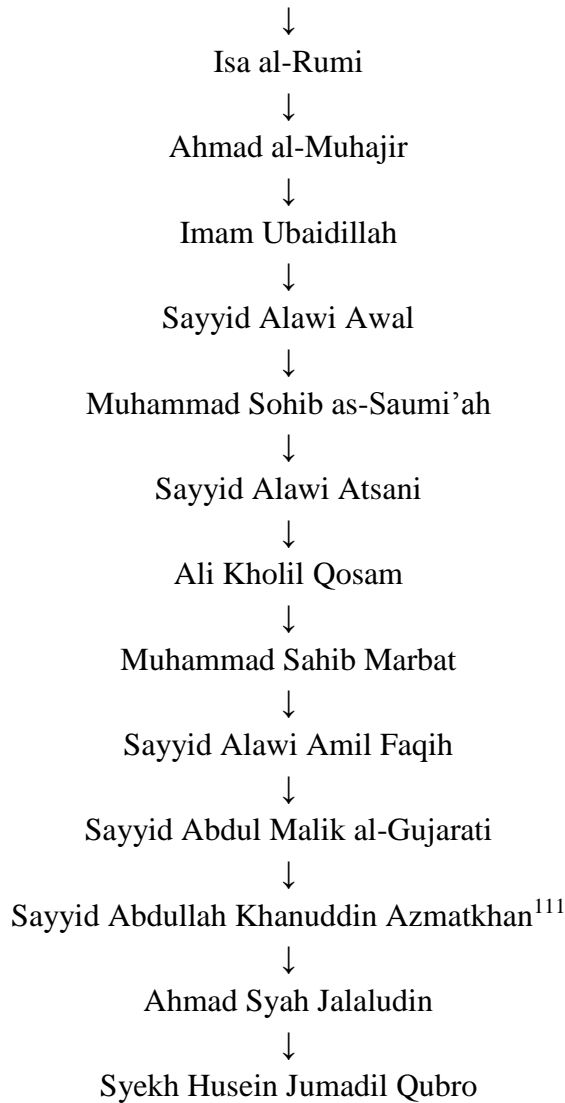 ↓
Isa al-Rumi
↓
Ahmad al-Muhajir
↓
Imam Ubaidillah
↓
Sayyid Alawi Awal
↓
Muhammad Sohib as-Saumi’ah
↓
Sayyid Alawi Atsani
↓
Ali Kholil Qosam
↓
Muhammad Sahib Marbat
↓
Sayyid Alawi Amil Faqih
↓
Sayyid Abdul Malik al-Gujarati
↓
Sayyid Abdullah Khanuddin Azmatkhan¹¹¹
↓
Ahmad Syah Jalaludin
↓
Syekh Husein Jumadil Qubro